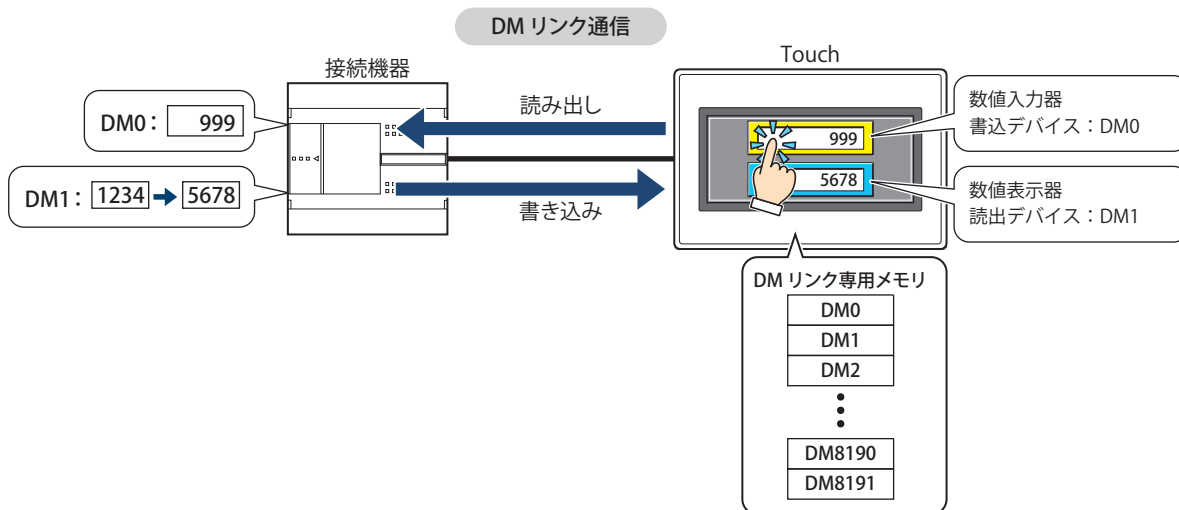 DM リンク通信
接続機器
Touch
DM0： 999
DM1： 1234 5678
読み出し
書き込み
999
5678
数値入力器
書込デバイス：DM0
数値表示器
読出デバイス：DM1
DM リンク専用メモリ
DM0
DM1
DM2
DM8190
DM8191